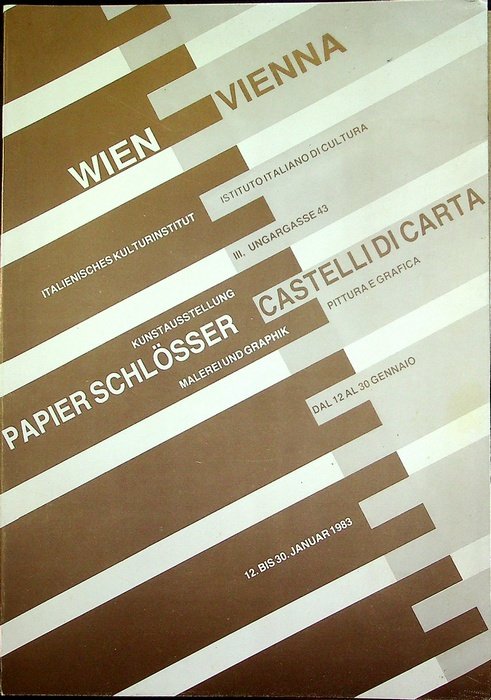 WIEN
VIENNA
ITALIENISCHES KULTURINSTITUT
ISTITUTO ITALIANO DI CULTURA
III. UNGARGASSE 43
KUNSTAUSSTELLUNG
PAPIER SCHLÖSSER
CASTELLI DI CARTA
MALEREI UND GRAPHIK
PITTURA E GRAFICA
DAL 12 AL 30 GENNAIO
12. BIS 30. JANUAR 1983